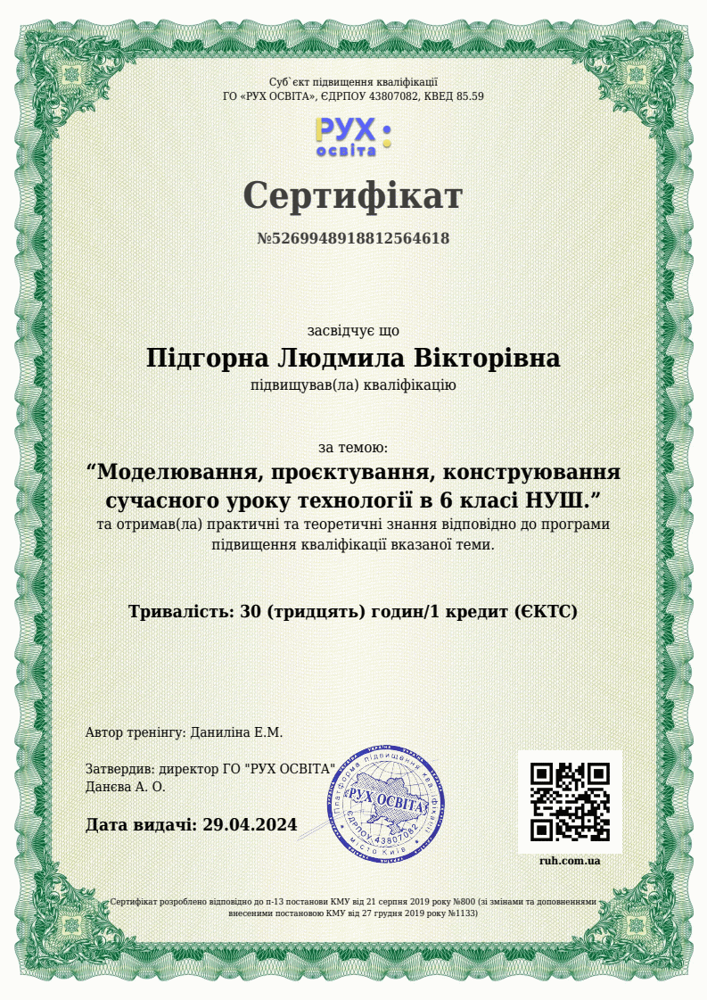 Суб`єкт підвищення кваліфікації
ГО «РУХ ОСВІТА», ЄДРПОУ 43807082, КВЕД 85.59
РУХ:
освіта
Сертифікат
№5269948918812564618
засвідчує що
Підгорна Людмила Вікторівна
підвищував(ла) кваліфікацію
за темою:
“Моделювання, проєктування, конструювання
сучасного уроку технології в 6 класі НУШ.”
та отримав(ла) практичні та теоретичні знання відповідно до програми
підвищення кваліфікації вказаної теми.
Тривалість: 30 (тридцять) годин/1 кредит (ЄКТС)
Автор тренінгу: Даниліна Е.М.
Затвердив: директор ГО "РУХ ОСВІТА"
Данєва А. О.
Дата видачі: 29.04.2024
Платформа підвищення кваліфікації
РУХ ОСВІТА
ЄДРПОУ 43807082
місто Київ
ruh.com.ua
Сертифікат розроблено відповідно до п-13 постанови КМУ від 21 серпня 2019 року №800 (зі змінами та доповненнями
внесеними постановою КМУ від 27 грудня 2019 року №1133)